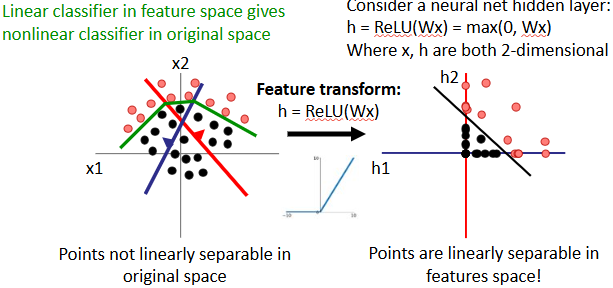 Linear classifier in feature space gives
nonlinear classifier in original space
Consider a neural net hidden layer:
h = ReLU(Wx) = max(0, Wx)
Where x, h are both 2-dimensional
x2
x1
Feature transform:
h = ReLU(Wx)
h2
h1
10
-10
0
10
Points not linearly separable in
original space
Points are linearly separable in
features space!